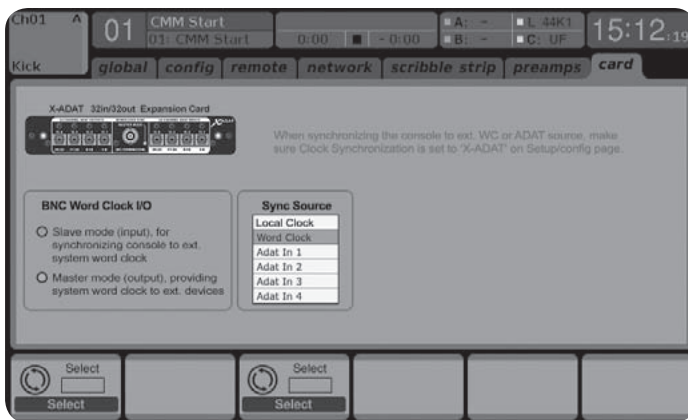 Ch01 A
Kick
01
CMM Start
01: CMM Start
0:00
- 0:00
A: -
B: -
L 44K1
C: UF
15:12:19
global config remote network scribble strip preamps card
X-ADAT 32in/32out Expansion Card
When synchronizing the console to ext. WC or ADAT source, make
sure Clock Synchronization is set to 'X-ADAT' on Setup/config page.
BNC Word Clock I/O
Slave mode (input), for
synchronizing console to ext.
system word clock
Master mode (output), providing
system word clock to ext. devices
Sync Source
Local Clock
Word Clock
Adat In 1
Adat In 2
Adat In 3
Adat In 4
Select
Select
Select
Select